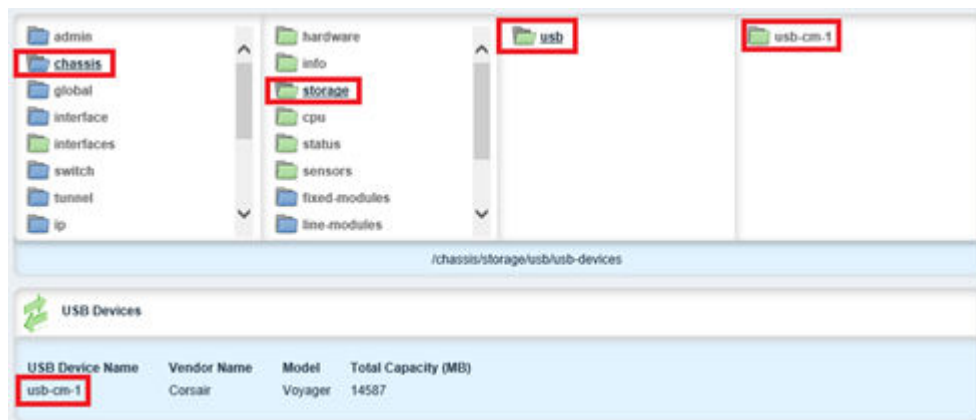 admin
chassis
global
interface
interfaces
switch
tunnel
ip
hardware
info
storage
cpu
status
sensors
fixed-modules
line-modules
usb
usb-cm-1
/chassis/storage/usb/usb-devices
USB Devices
USB Device Name Vendor Name Model Total Capacity (MB)
usb-cm-1 Corsair Voyager 14587